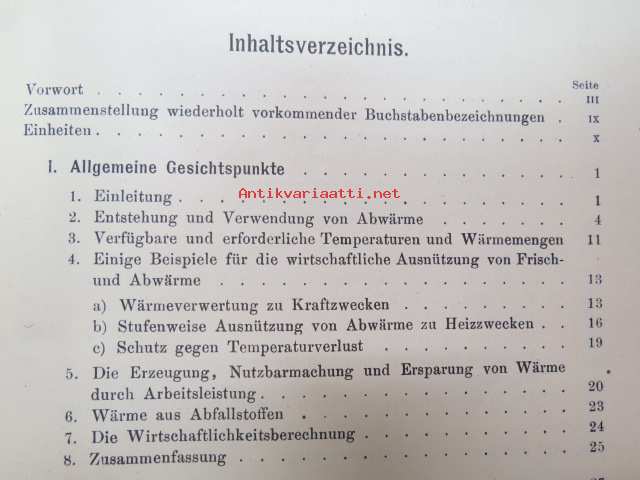 Inhaltsverzeichnis.
Seite
Vorwort . . . . . . . . . . . . . . . . . . . . III
Zusammenstellung wiederholt vorkommender Buchstabenbezeichnungen . IX
Einheiten . . . . . . . . . . . . . . . . . . . . X
I. Allgemeine Gesichtspunkte . . . . . . . . . . . . 1
Antikvariaatti.net
1. Einleitung . . . . . . . . . . . . . . . . . 1
2. Entstehung und Verwendung von Abwärme . . . . . . . 4
3. Verfügbare und erforderliche Temperaturen und Wärmemengen 11
4. Einige Beispiele für die wirtschaftliche Ausnützung von Frisch-
und Abwärme . . . . . . . . . . . . . . . . 13
a) Wärmeverwertung zu Kraftzwecken . . . . . . . . . 13
b) Stufenweise Ausnützung von Abwärme zu Heizzwecken . . 16
c) Schutz gegen Temperaturverlust . . . . . . . . . 19
5. Die Erzeugung, Nutzbarmachung und Ersparung von Wärme
durch Arbeitsleistung . . . . . . . . . . . . . . 20
6. Wärme aus Abfallstoffen . . . . . . . . . . . . . 23
7. Die Wirtschaftlichkeitsberechnung . . . . . . . . . 24
8. Zusammenfassung . . . . . . . . . . . . . . . 25